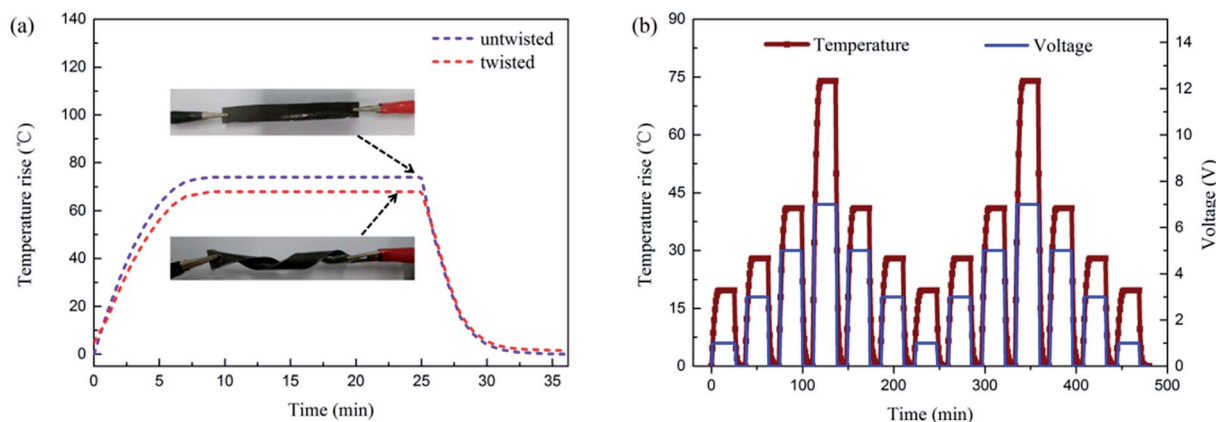 (a)
140
120
100
80
60
40
20
0
Temperature rise (℃)
untwisted
twisted
0 5 10 15 20 25 30 35
Time (min)
(b)
90
75
60
45
30
15
0
Temperature rise (℃)
Temperature Voltage
14
12
10
8
6
4
2
0
Voltage (V)
0 100 200 300 400 500
Time (min)